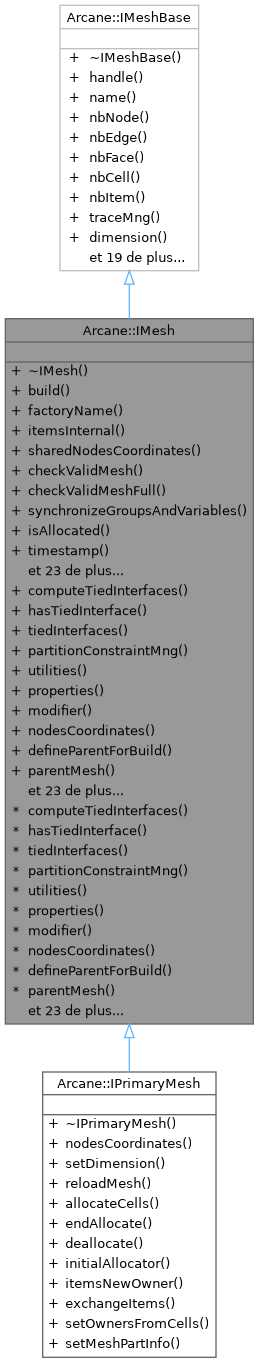 Arcane::IMeshBase
+ ~IMeshBase()
+ handle()
+ name()
+ nbNode()
+ nbEdge()
+ nbFace()
+ nbCell()
+ nbItem()
+ traceMng()
+ dimension()
et 19 de plus...
Arcane::IMesh
+ ~IMesh()
+ build()
+ factoryName()
+ itemsInternal()
+ sharedNodesCoordinates()
+ checkValidMesh()
+ checkValidMeshFull()
+ synchronizeGroupsAndVariables()
+ isAllocated()
+ timestamp()
et 23 de plus...
+ computeTiedInterfaces()
+ hasTiedInterface()
+ tiedInterfaces()
+ partitionConstraintMng()
+ utilities()
+ properties()
+ modifier()
+ nodesCoordinates()
+ defineParentForBuild()
+ parentMesh()
et 23 de plus...
* computeTiedInterfaces()
* hasTiedInterface()
* tiedInterfaces()
* partitionConstraintMng()
* utilities()
* properties()
* modifier()
* nodesCoordinates()
* defineParentForBuild()
* parentMesh()
et 23 de plus...
Arcane::IPrimaryMesh
+ ~IPrimaryMesh()
+ nodesCoordinates()
+ setDimension()
+ reloadMesh()
+ allocateCells()
+ endAllocate()
+ deallocate()
+ initialAllocator()
+ itemsNewOwner()
+ exchangeItems()
+ setOwnersFromCells()
+ setMeshPartInfo()